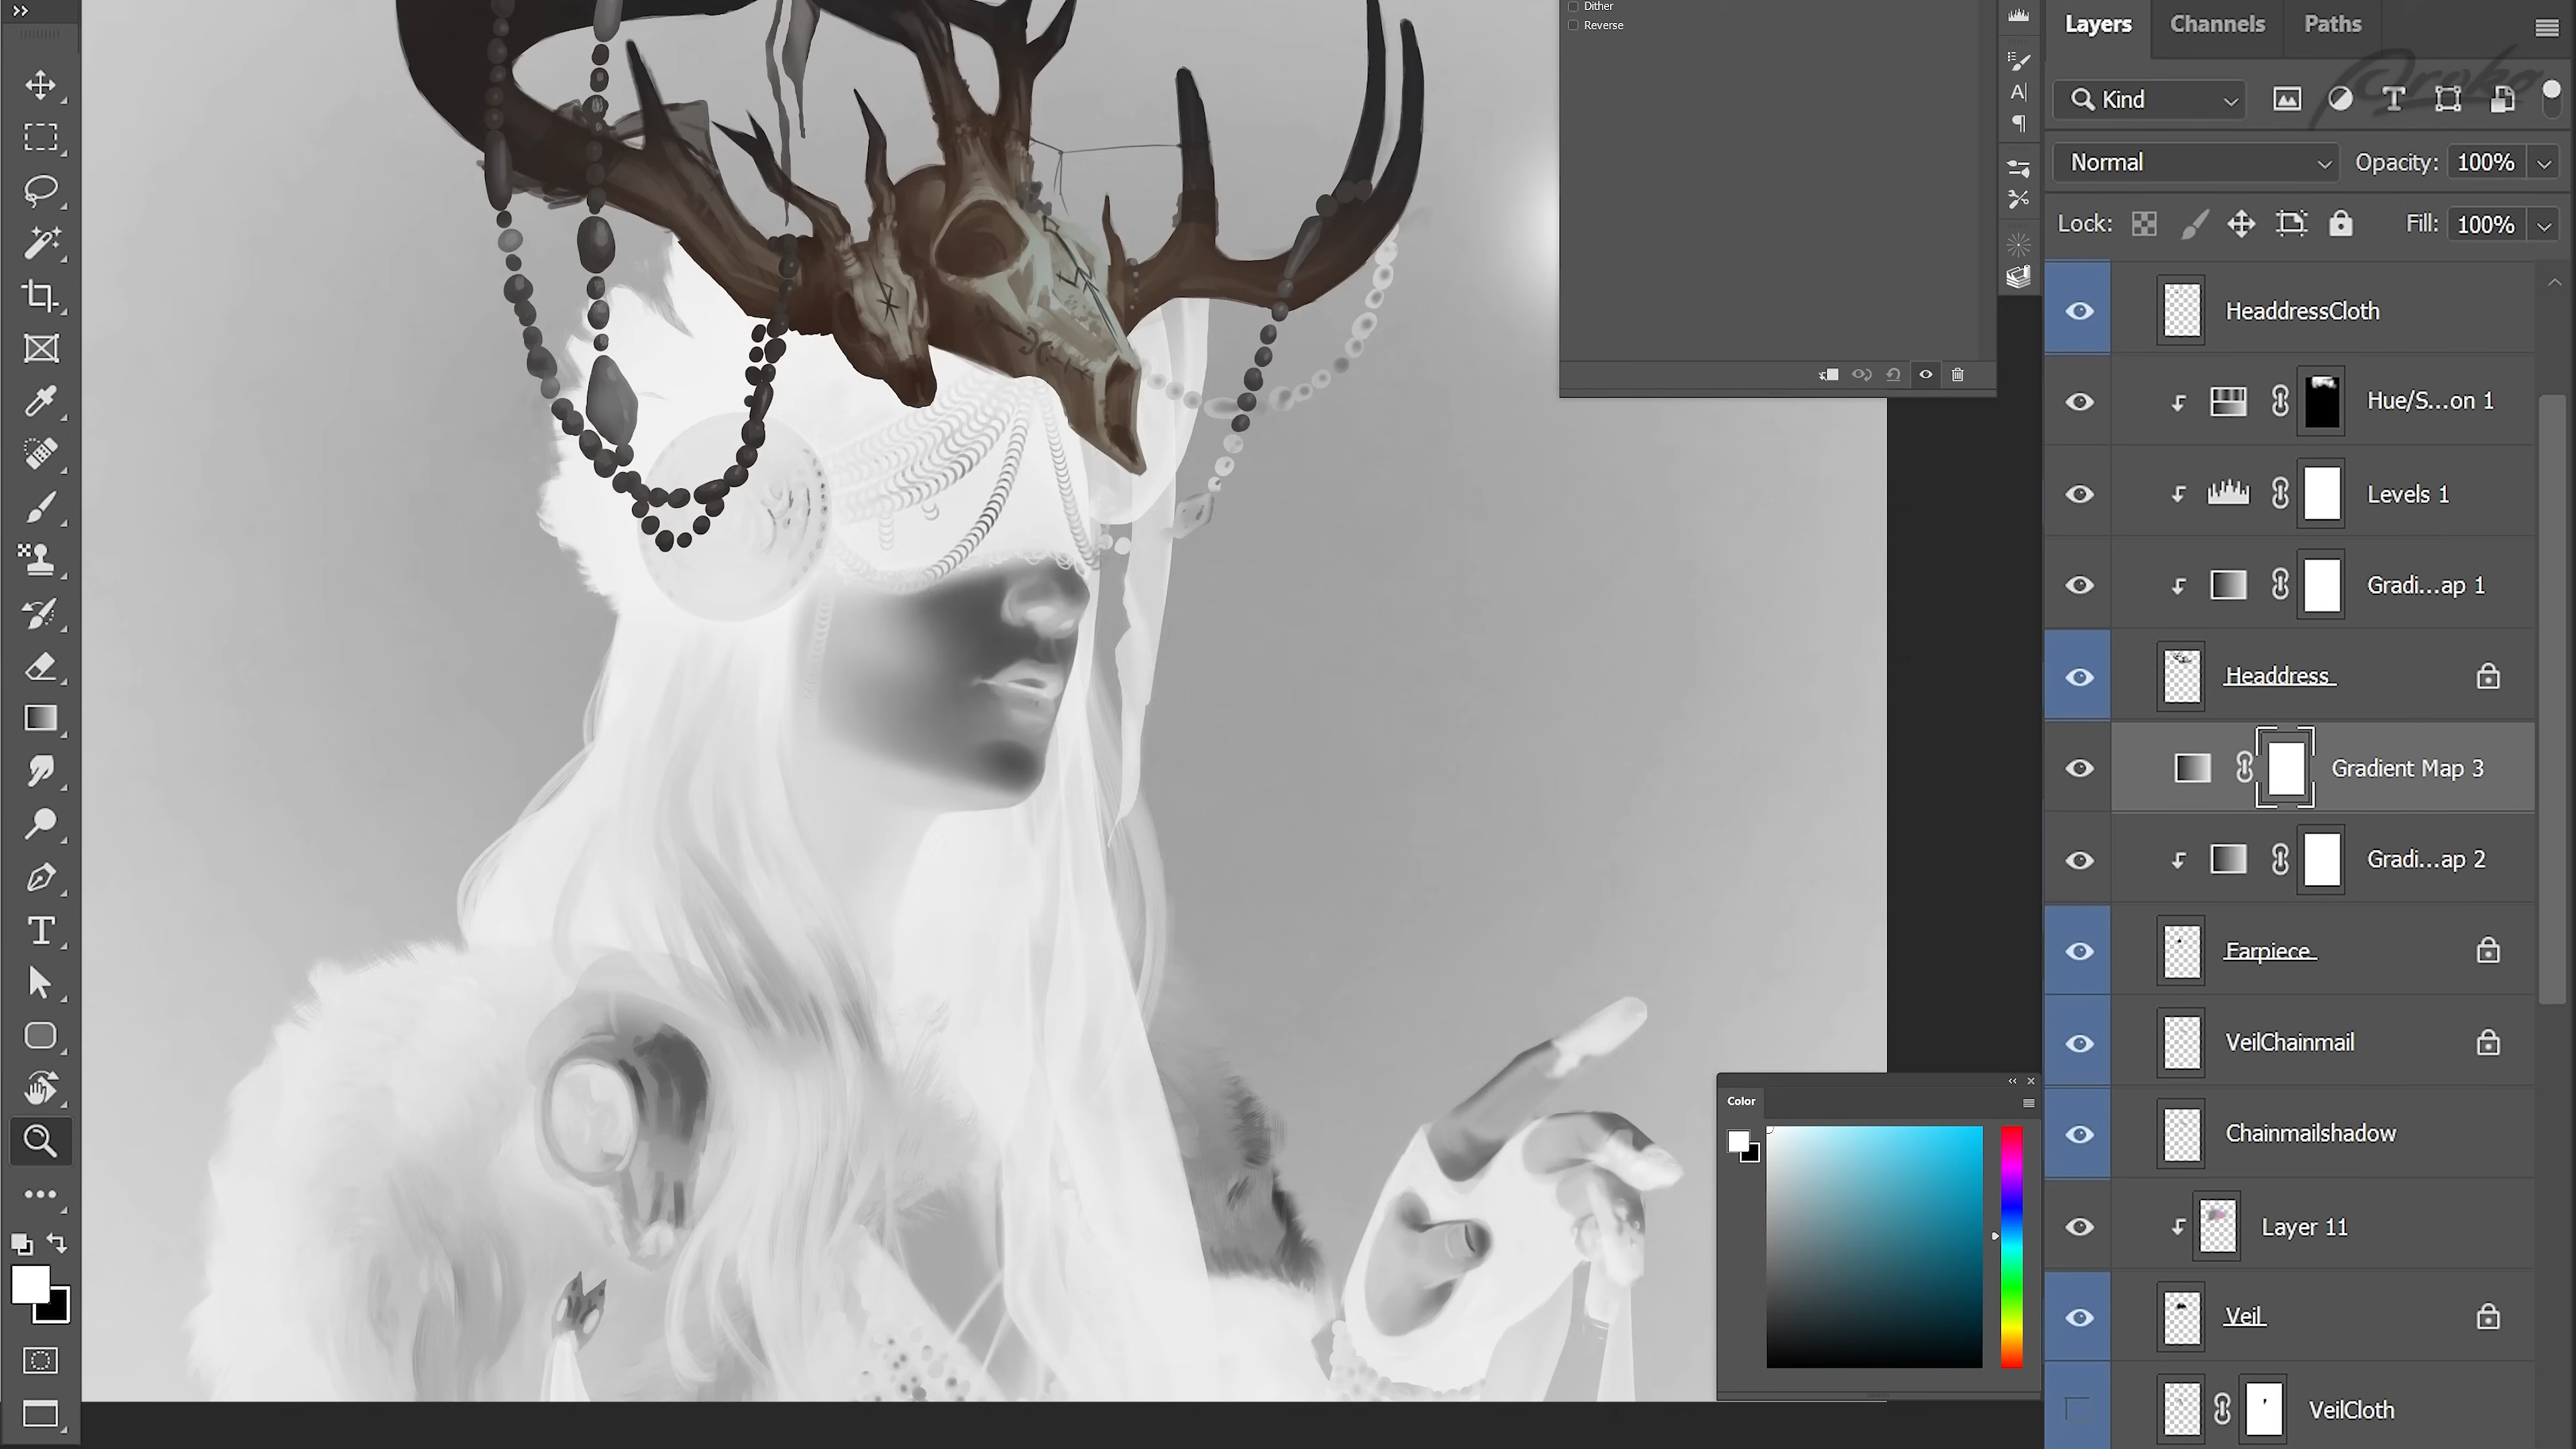 Dither
Reverse
Layers
Channels
Paths
Kind
Normal
Opacity:
100%
Lock:
Fill:
100%
HeaddressCloth
Hue/S...on 1
Levels 1
Gradi...ap 1
Headdress
Gradient Map 3
Gradi...ap 2
Earpiece
VeilChainmail
Chainmailshadow
Layer 11
Veil
VeilCloth
Color